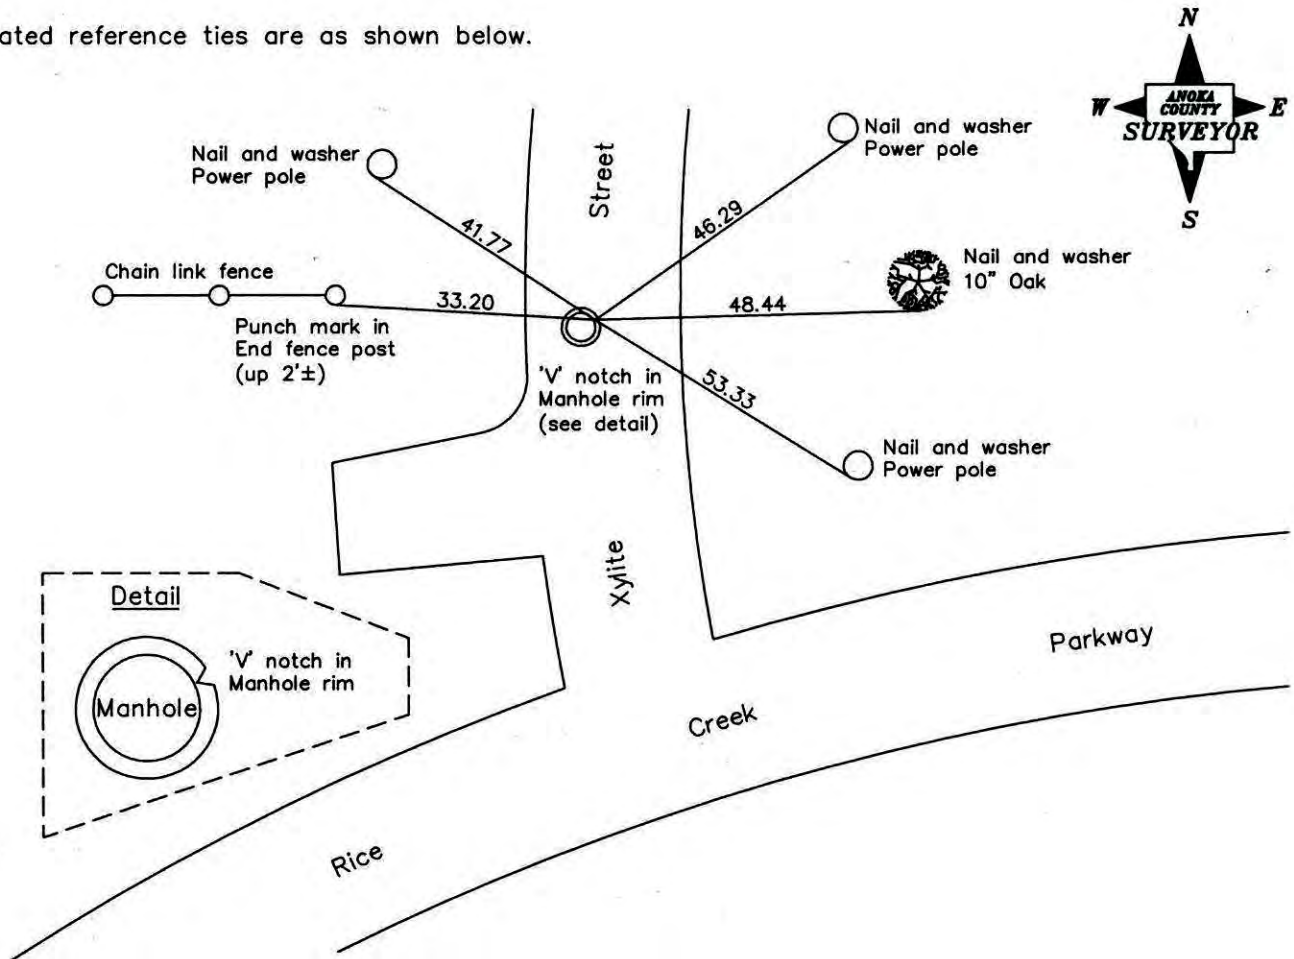 ated reference ties are as shown below.
N
W
ANOKA
COUNTY
SURVEYOR
E
S
Nail and washer
Power pole
Street
Nail and washer
Power pole
41.77
46.29
Chain link fence
33.20
48.44
Nail and washer
10" Oak
Punch mark in
End fence post
(up 2'±)
'V' notch in
Manhole rim
(see detail)
53.33
Nail and washer
Power pole
Xylite
Detail
'V' notch in
Manhole rim
Manhole
Parkway
Creek
Rice